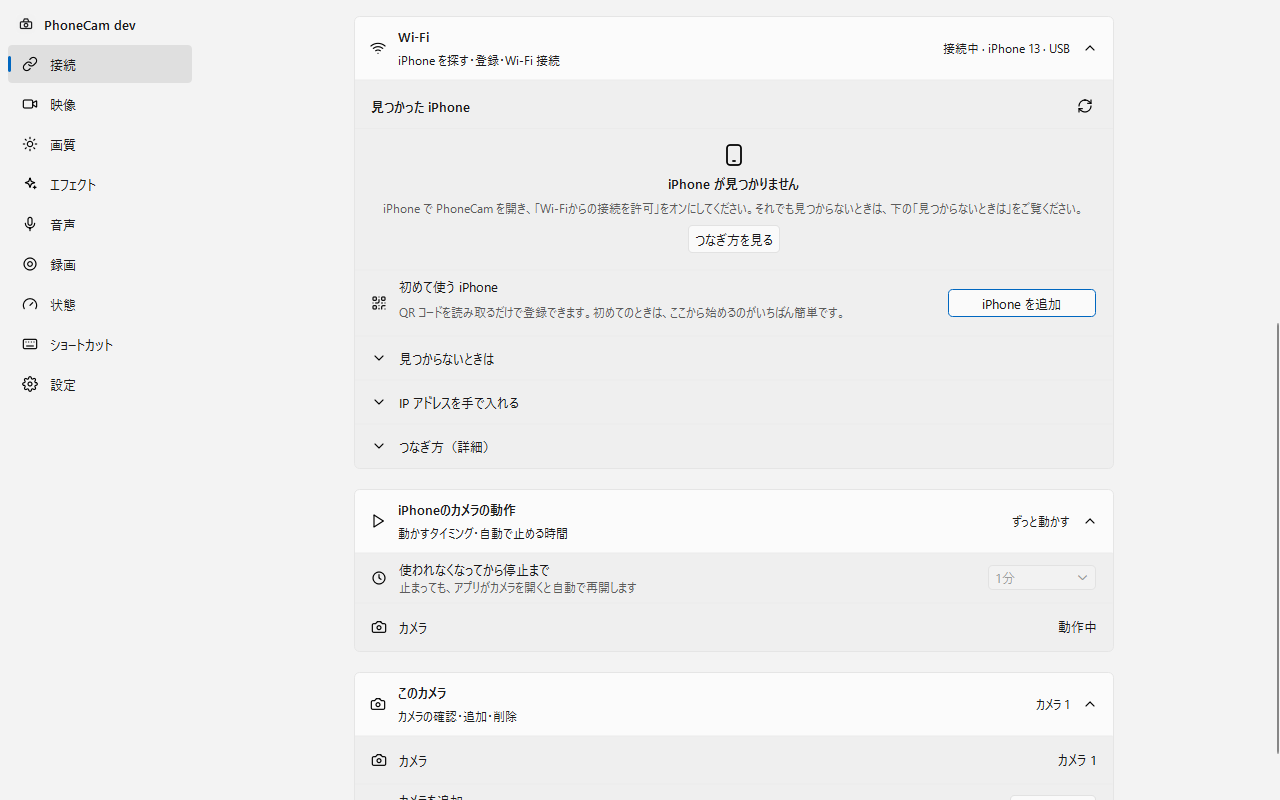 PhoneCam dev
接続
映像
画質
エフェクト
音声
録画
状態
ショートカット
設定
Wi-Fi
iPhone を探す・登録・Wi-Fi 接続
接続中 · iPhone 13 · USB
見つかった iPhone
iPhone が見つかりません
iPhone で PhoneCam を開き、「Wi-Fiからの接続を許可」をオンにしてください。それでも見つからないときは、下の「見つからないときは」をご覧ください。
つなぎ方を見る
初めて使う iPhone
QR コードを読み取るだけで登録できます。初めてのときは、ここから始めるのがいちばん簡単です。
iPhone を追加
見つからないときは
IP アドレスを手で入れる
つなぎ方（詳細）
iPhoneのカメラの動作
動かすタイミング・自動で止める時間
ずっと動かす
使われなくなってから停止まで
止まっても、アプリがカメラを開くと自動で再開します
1分
カメラ
動作中
このカメラ
カメラの確認・追加・削除
カメラ 1
カメラ
カメラ 1
カメラを追加